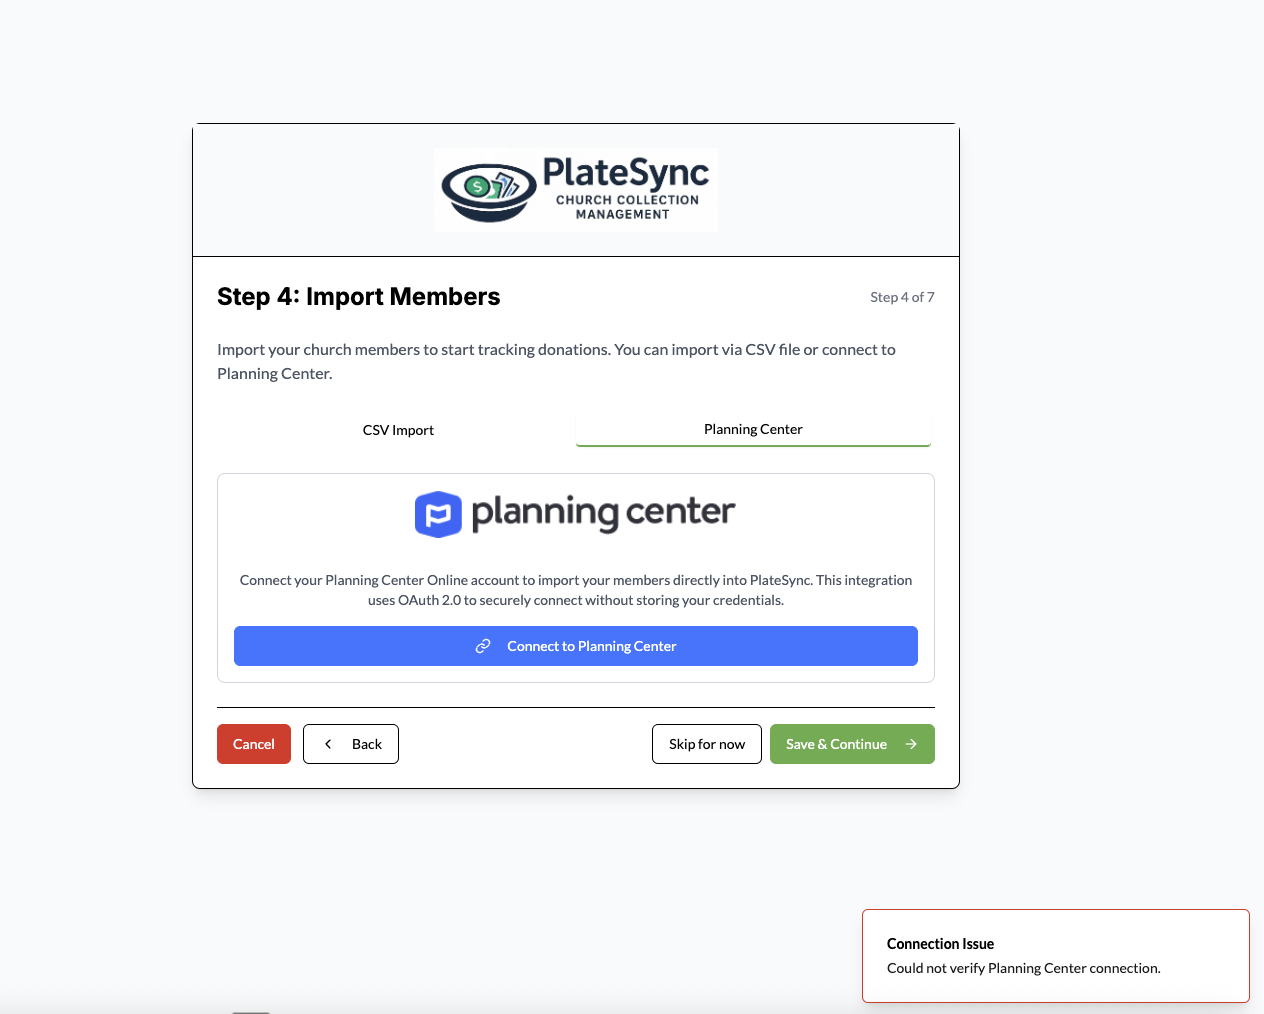 $
PlateSync
CHURCH COLLECTION
MANAGEMENT
Step 4: Import Members
Step 4 of 7
Import your church members to start tracking donations. You can import via CSV file or connect to
Planning Center.
CSV Import
Planning Center
planning center
Connect your Planning Center Online account to import your members directly into PlateSync. This integration
uses OAuth 2.0 to securely connect without storing your credentials.
Connect to Planning Center
Cancel
Back
Skip for now
Save & Continue
Connection Issue
Could not verify Planning Center connection.